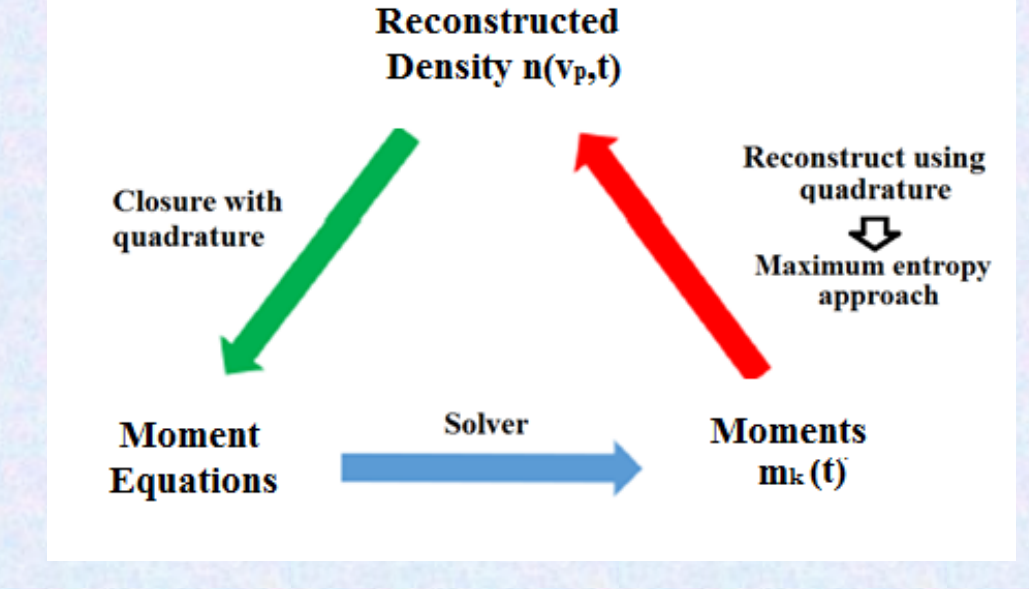 Reconstructed
Density n(vₚ,t)
Closure with
quadrature
Reconstruct using
quadrature
Maximum entropy
approach
Moment
Equations
Solver
Moments
mₖ (t)